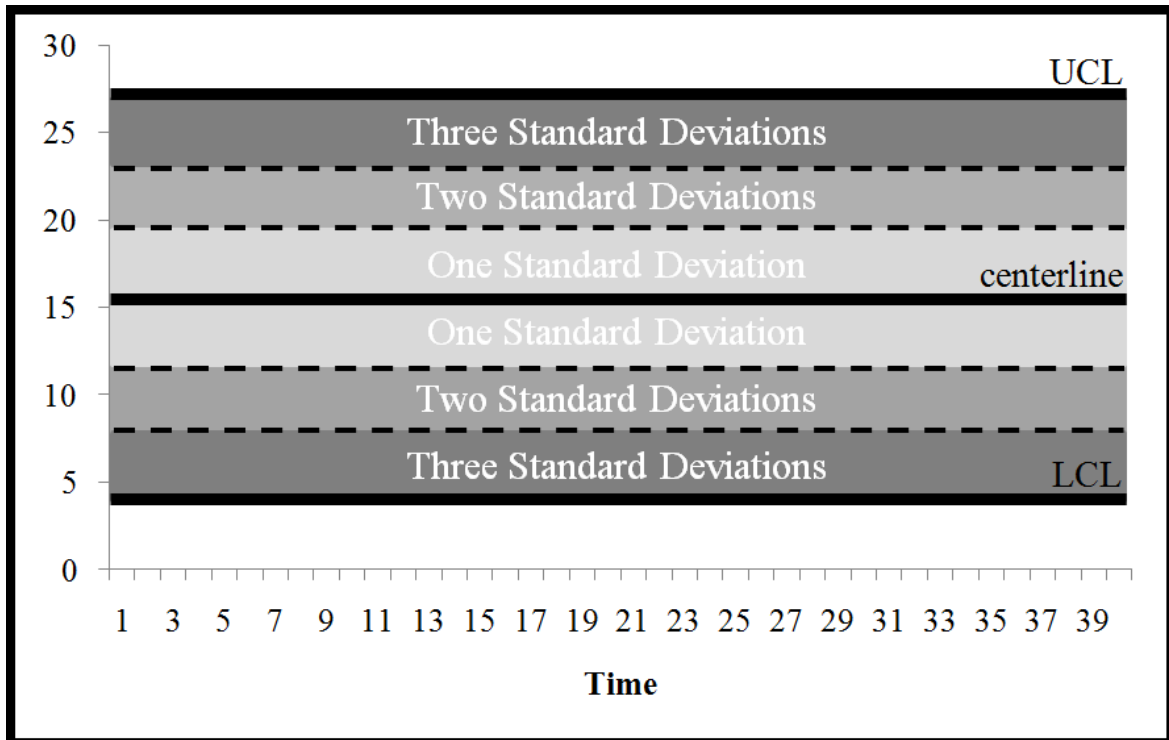 30
UCL
25
Three Standard Deviations
Two Standard Deviations
20
One Standard Deviation
centerline
15
One Standard Deviation
10
Two Standard Deviations
Three Standard Deviations
LCL
5
0
1 3 5 7 9 11 13 15 17 19 21 23 25 27 29 31 33 35 37 39
Time